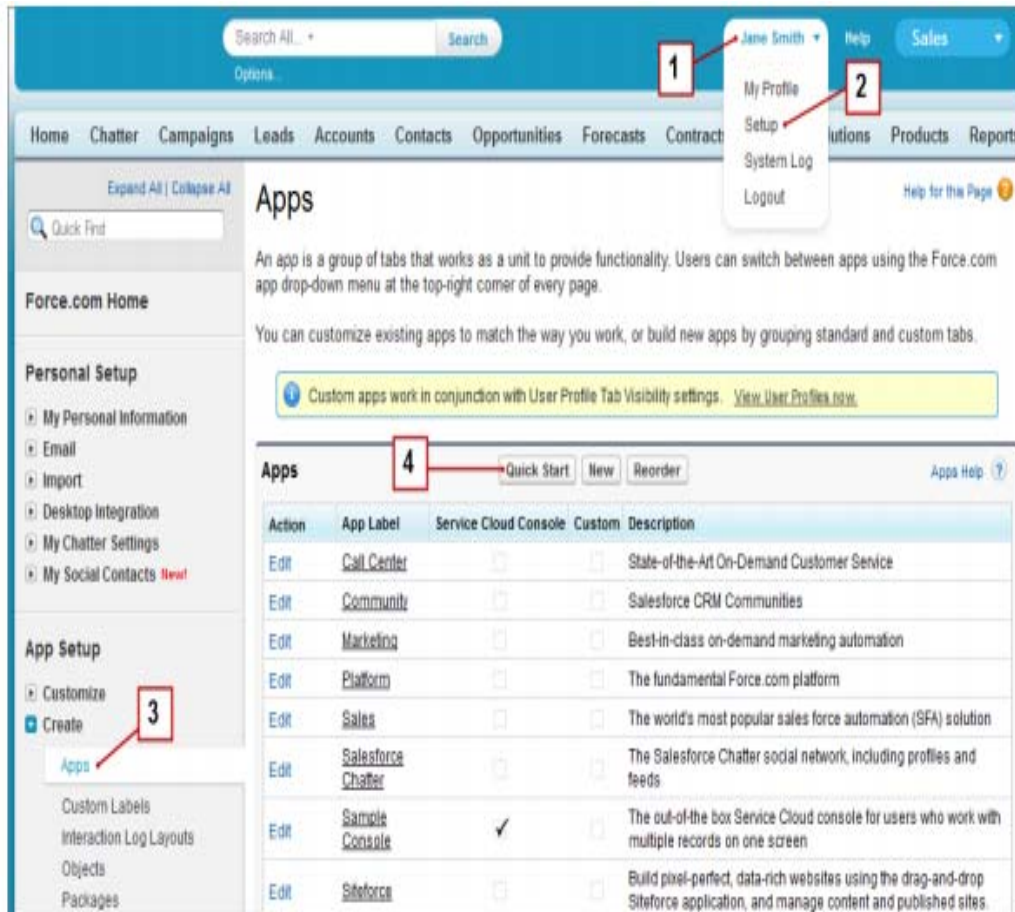 Search All...
Search
Options...
1
Jane Smith
Help
Sales
My Profile
2
Setup
System Log
Logout
Home Chatter Campaigns Leads Accounts Contacts Opportunities Forecasts Contracts Products Reports
Expand All | Collapse All
Quick Find
Force.com Home
Personal Setup
My Personal Information
Email
Import
Desktop Integration
My Chatter Settings
My Social Contacts New!
App Setup
Customize
Create
3
Apps
Custom Labels
Interaction Log Layouts
Objects
Packages
Apps
Help for this Page
An app is a group of tabs that works as a unit to provide functionality. Users can switch between apps using the Force.com
app drop-down menu at the top-right corner of every page.
You can customize existing apps to match the way you work, or build new apps by grouping standard and custom tabs.
Custom apps work in conjunction with User Profile Tab Visibility settings. View User Profiles now.
Apps
4
Quick Start New Reorder
Apps Help ?
Action App Label Service Cloud Console Custom Description
Edit Call Center State-of-the-Art On-Demand Customer Service
Edit Community Salesforce CRM Communities
Edit Marketing Best-in-class on-demand marketing automation
Edit Platform The fundamental Force.com platform
Edit Sales The world's most popular sales force automation (SFA) solution
Edit Salesforce Chatter The Salesforce Chatter social network, including profiles and
feeds
Edit Sample Console The out-of-the box Service Cloud console for users who work with
multiple records on one screen
Edit Siteforce Build pixel-perfect, data-rich websites using the drag-and-drop
Siteforce application, and manage content and published sites.